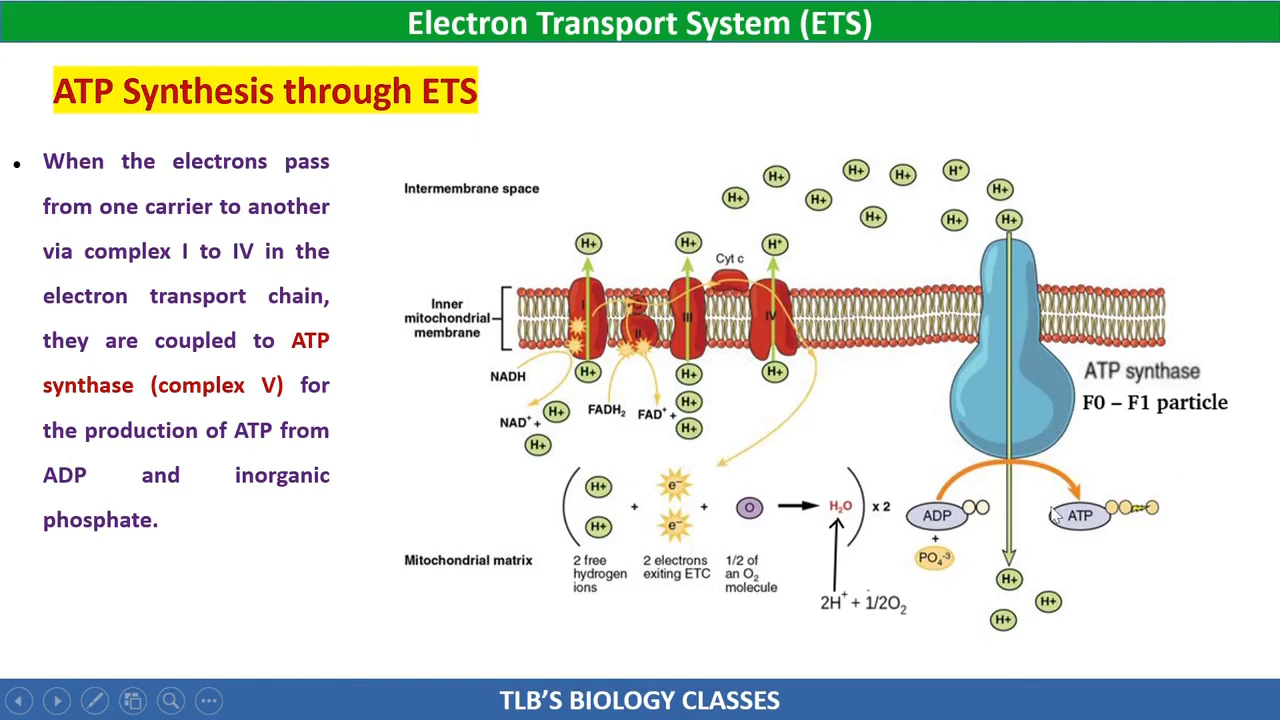 Electron Transport System (ETS)
ATP Synthesis through ETS
• When the electrons pass
from one carrier to another
via complex I to IV in the
electron transport chain,
they are coupled to ATP
synthase (complex V) for
the production of ATP from
ADP and inorganic
phosphate.
Intermembrane space
H+ H+ H+ H+ H+ H+ H+ H+ H+ H+
H+ H+ H+
Cyt c
Inner
mitochondrial
membrane
I
Q
II
III
IV
NADH
H+ H+ H+
NAD+ + H+
H+
FADH2
FAD+ + H+
H+
ATP synthase
F0 – F1 particle
H+ e– O H2O x 2
+ +
H+ e–
ADP
+
PO4-3
ATP
Mitochondrial matrix
2 free
hydrogen
ions
2 electrons
exiting ETC
1/2 of
an O2
molecule
2H+ + 1/2O2
H+
H+
H+
TLB'S BIOLOGY CLASSES